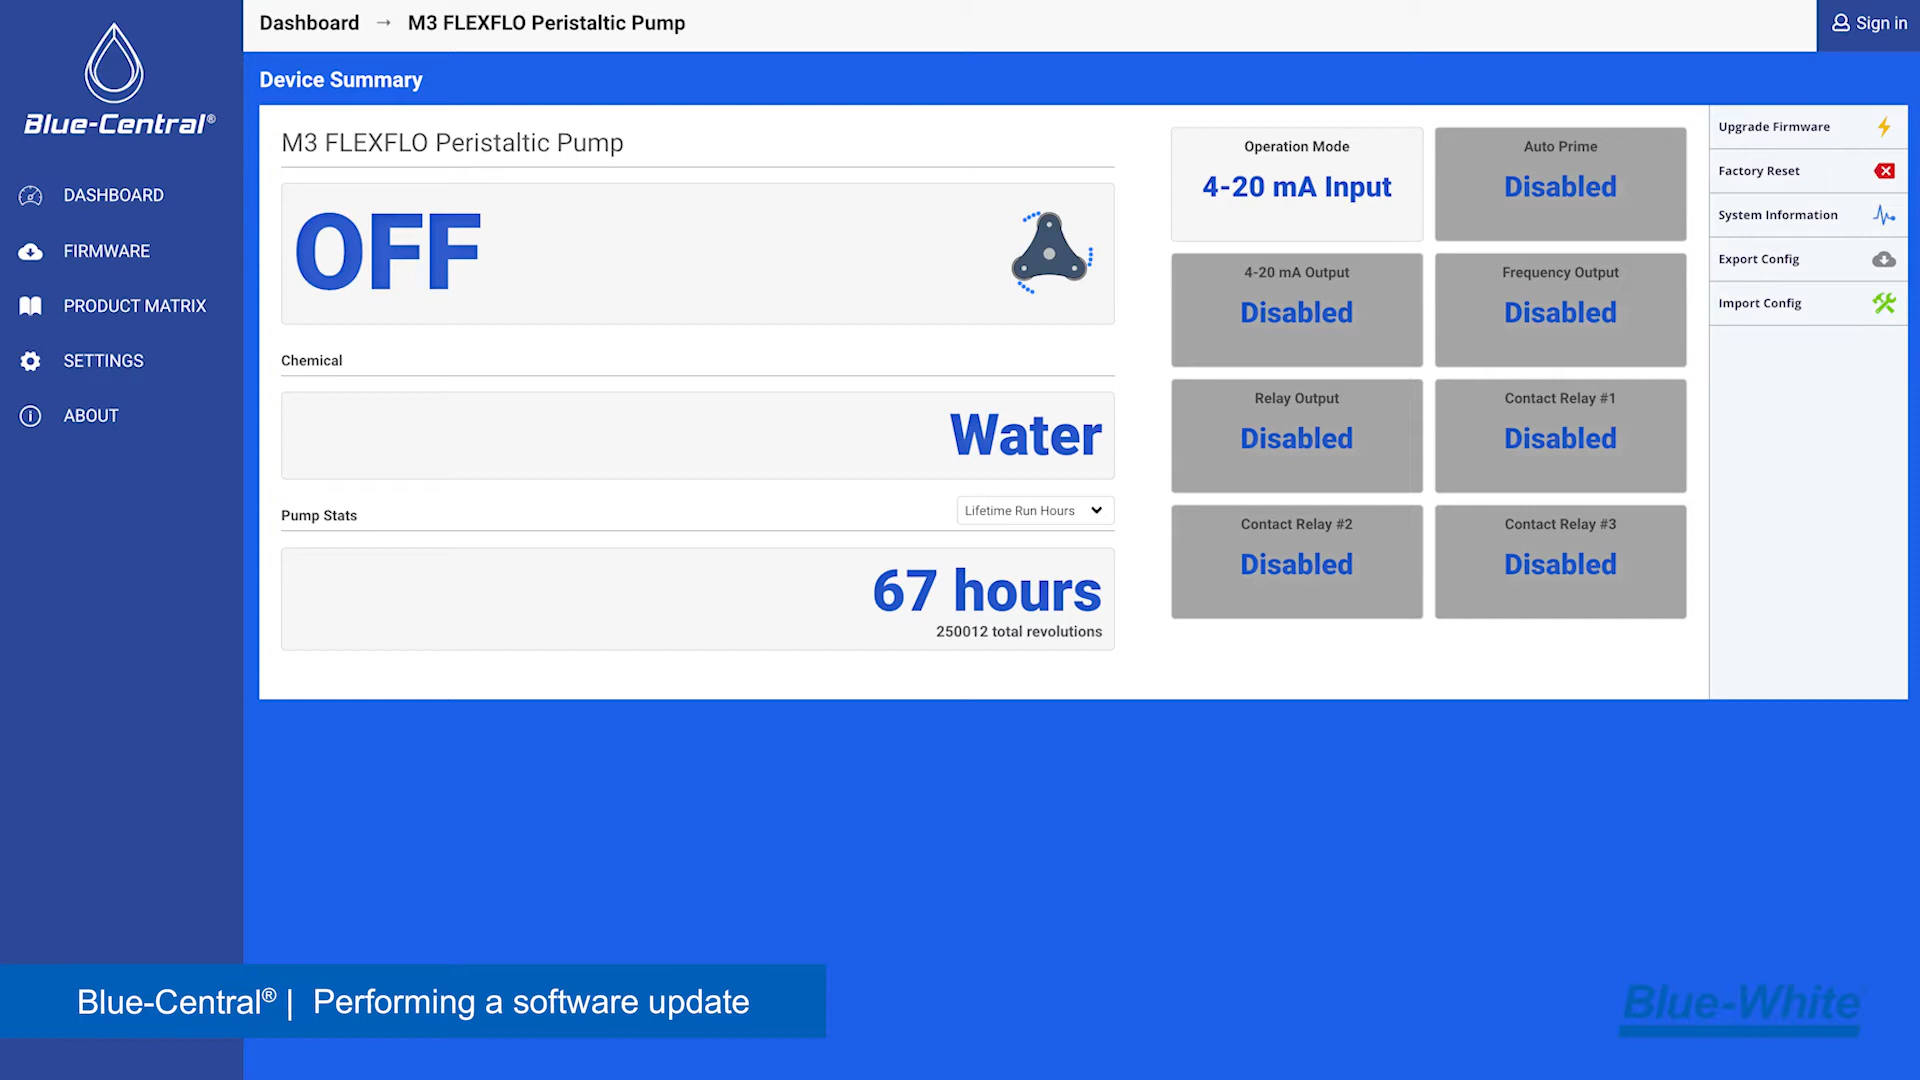 Blue-Central®
DASHBOARD
FIRMWARE
PRODUCT MATRIX
SETTINGS
ABOUT
Dashboard → M3 FLEXFLO Peristaltic Pump
Sign in
Device Summary
M3 FLEXFLO Peristaltic Pump
OFF
Chemical
Water
Pump Stats
Lifetime Run Hours
67 hours
250012 total revolutions
Operation Mode
4-20 mA Input
Auto Prime
Disabled
4-20 mA Output
Disabled
Frequency Output
Disabled
Relay Output
Disabled
Contact Relay #1
Disabled
Contact Relay #2
Disabled
Contact Relay #3
Disabled
Upgrade Firmware
Factory Reset
System Information
Export Config
Import Config
Blue-Central® | Performing a software update
Blue-White